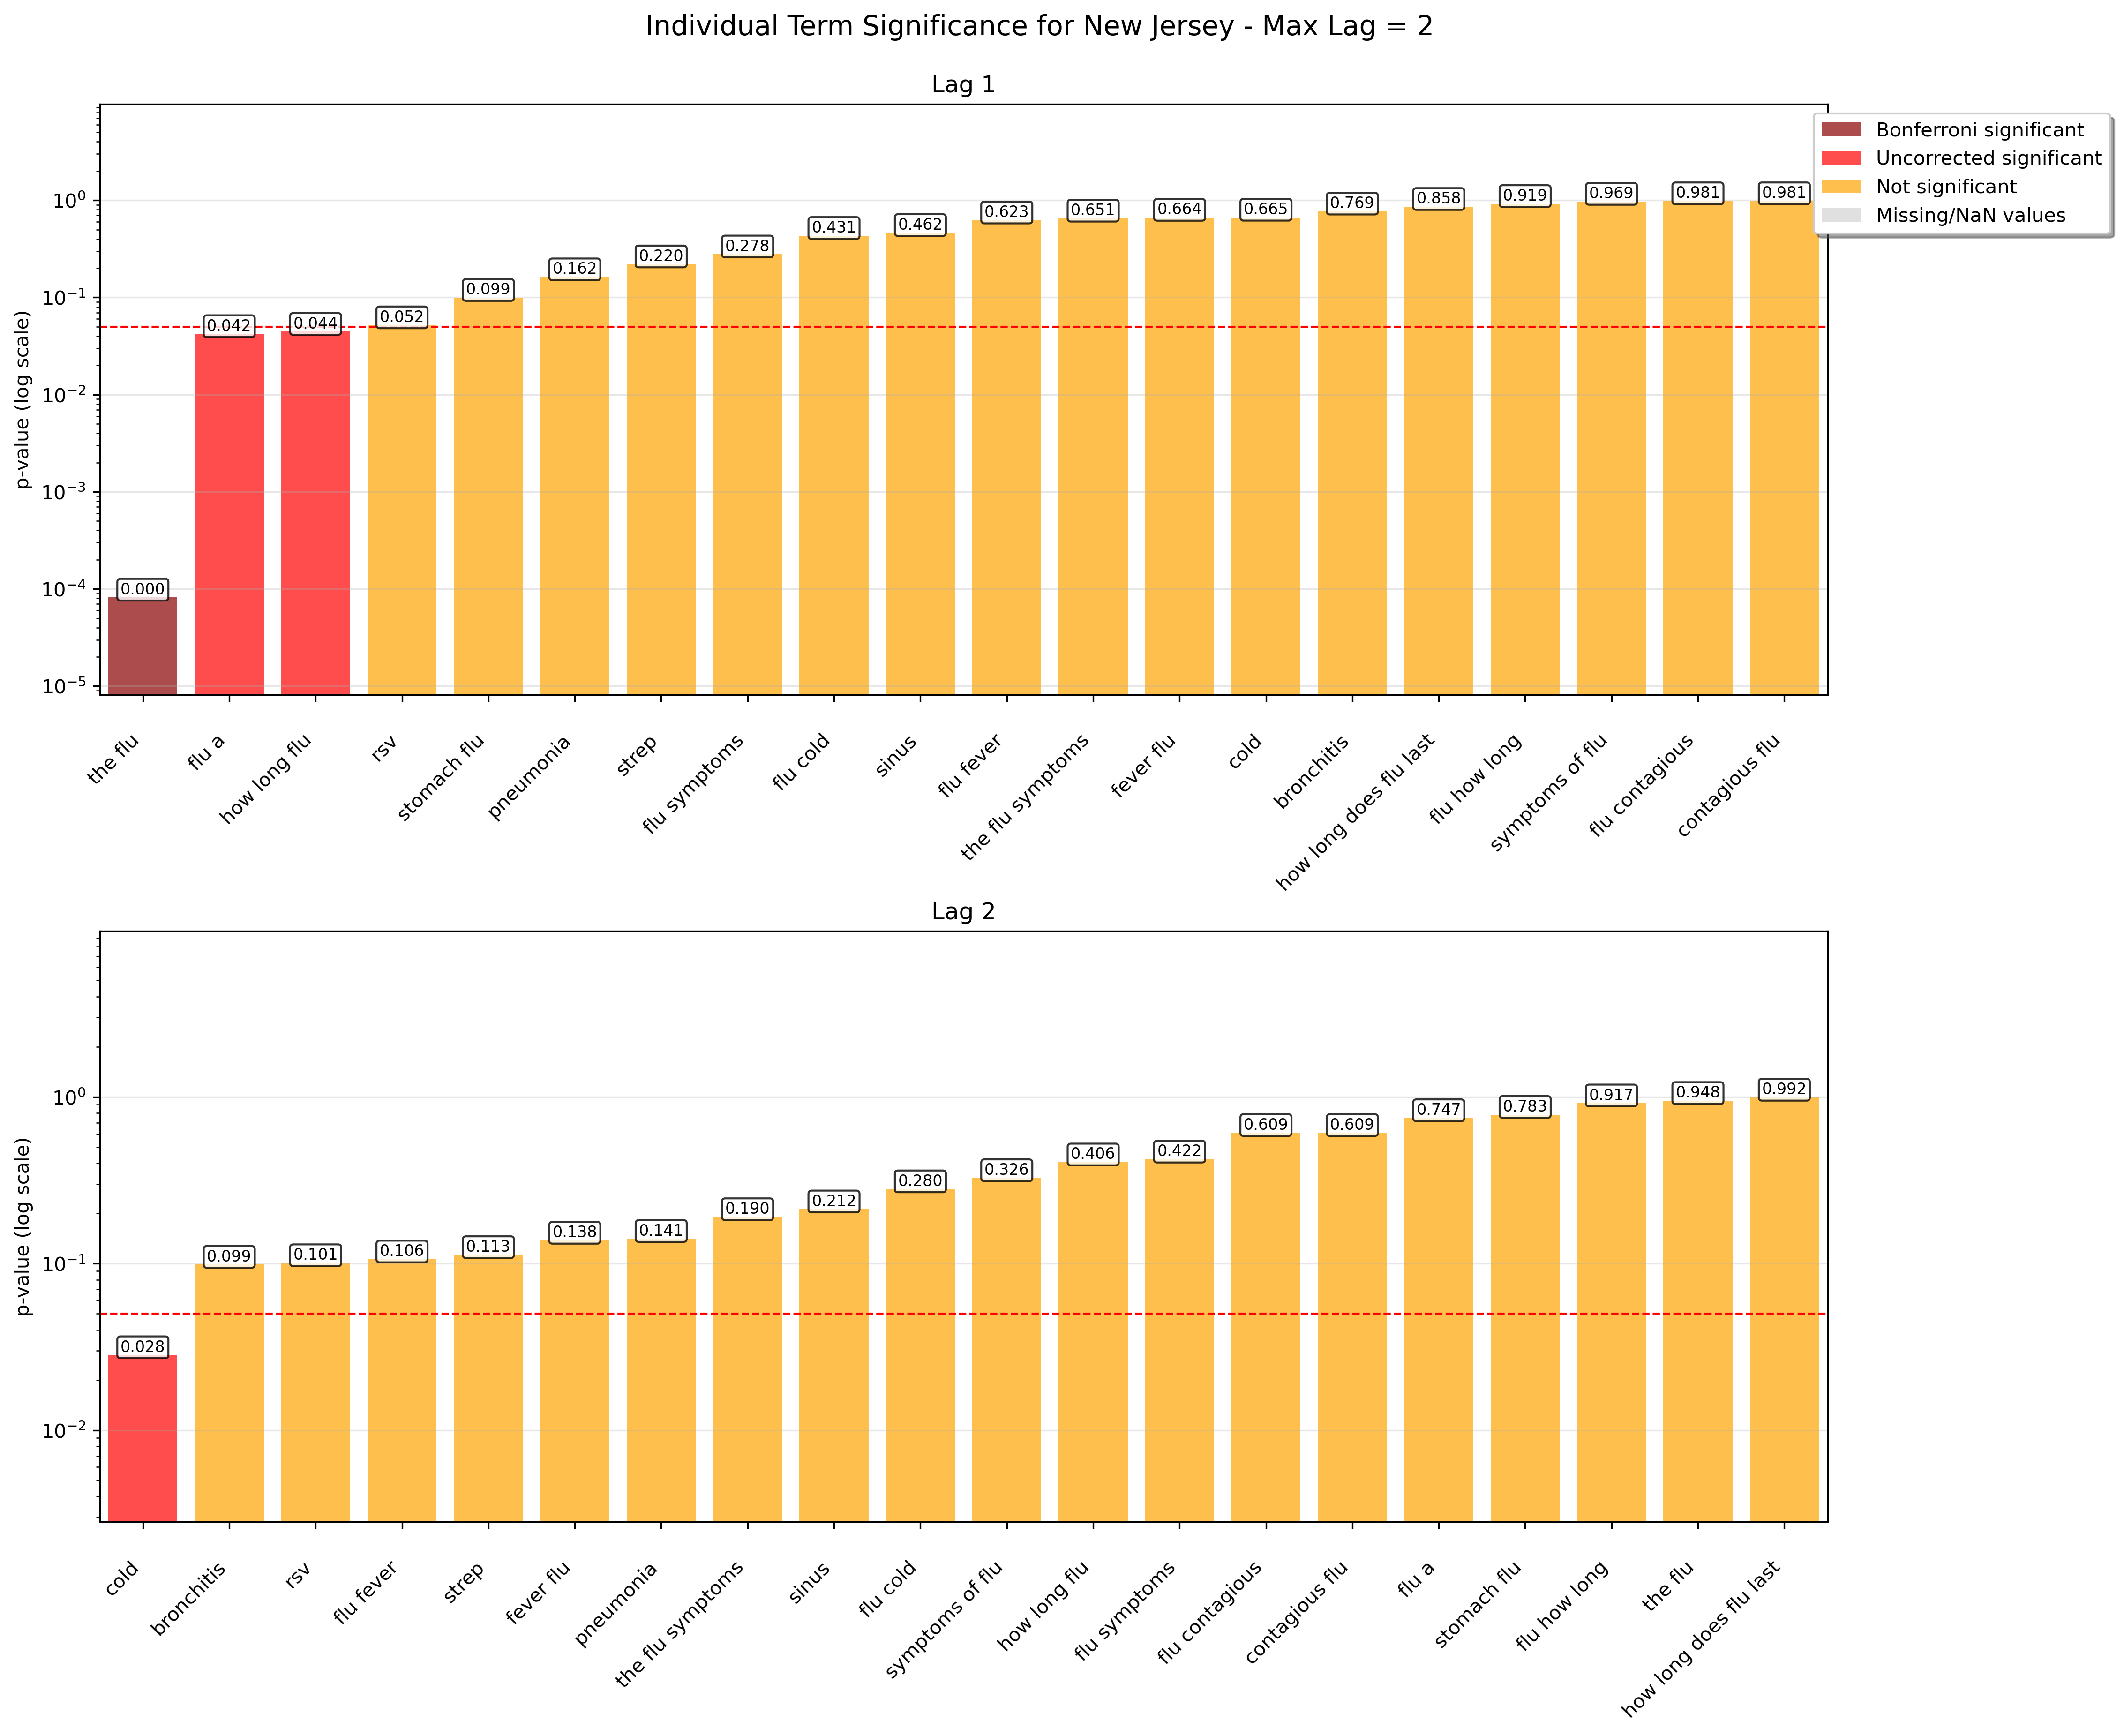 Individual Term Significance for New Jersey - Max Lag = 2
Lag 1
Bonferroni significant
Uncorrected significant
Not significant
Missing/NaN values
p-value (log scale)
10⁰
10⁻¹
10⁻²
10⁻³
10⁻⁴
10⁻⁵
0.000 0.042 0.044 0.052 0.099 0.162 0.220 0.278 0.431 0.462 0.623 0.651 0.664 0.665 0.769 0.858 0.919 0.969 0.981 0.981
the flu
flu a
how long flu
rsv
stomach flu
pneumonia
strep
flu symptoms
flu cold
sinus
flu fever
the flu symptoms
fever flu
cold
bronchitis
how long does flu last
flu how long
symptoms of flu
flu contagious
contagious flu
Lag 2
p-value (log scale)
10⁰
10⁻¹
10⁻²
0.028 0.099 0.101 0.106 0.113 0.138 0.141 0.190 0.212 0.280 0.326 0.406 0.422 0.609 0.609 0.747 0.783 0.917 0.948 0.992
cold
bronchitis
rsv
flu fever
strep
fever flu
pneumonia
the flu symptoms
sinus
flu cold
symptoms of flu
how long flu
flu symptoms
flu contagious
contagious flu
flu a
stomach flu
flu how long
the flu
how long does flu last